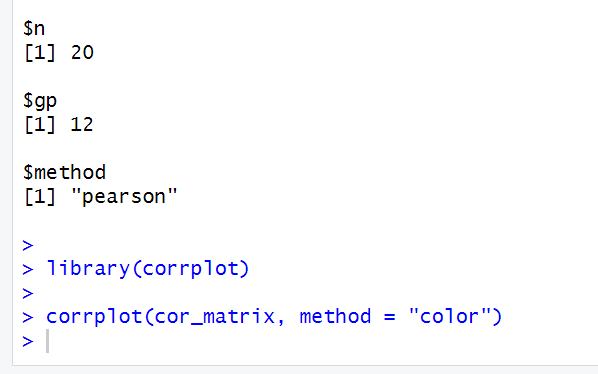 $n
[1] 20
$gp
[1] 12
$method
[1] "pearson"
>
> library(corrplot)
>
> corrplot(cor_matrix, method = "color")
>